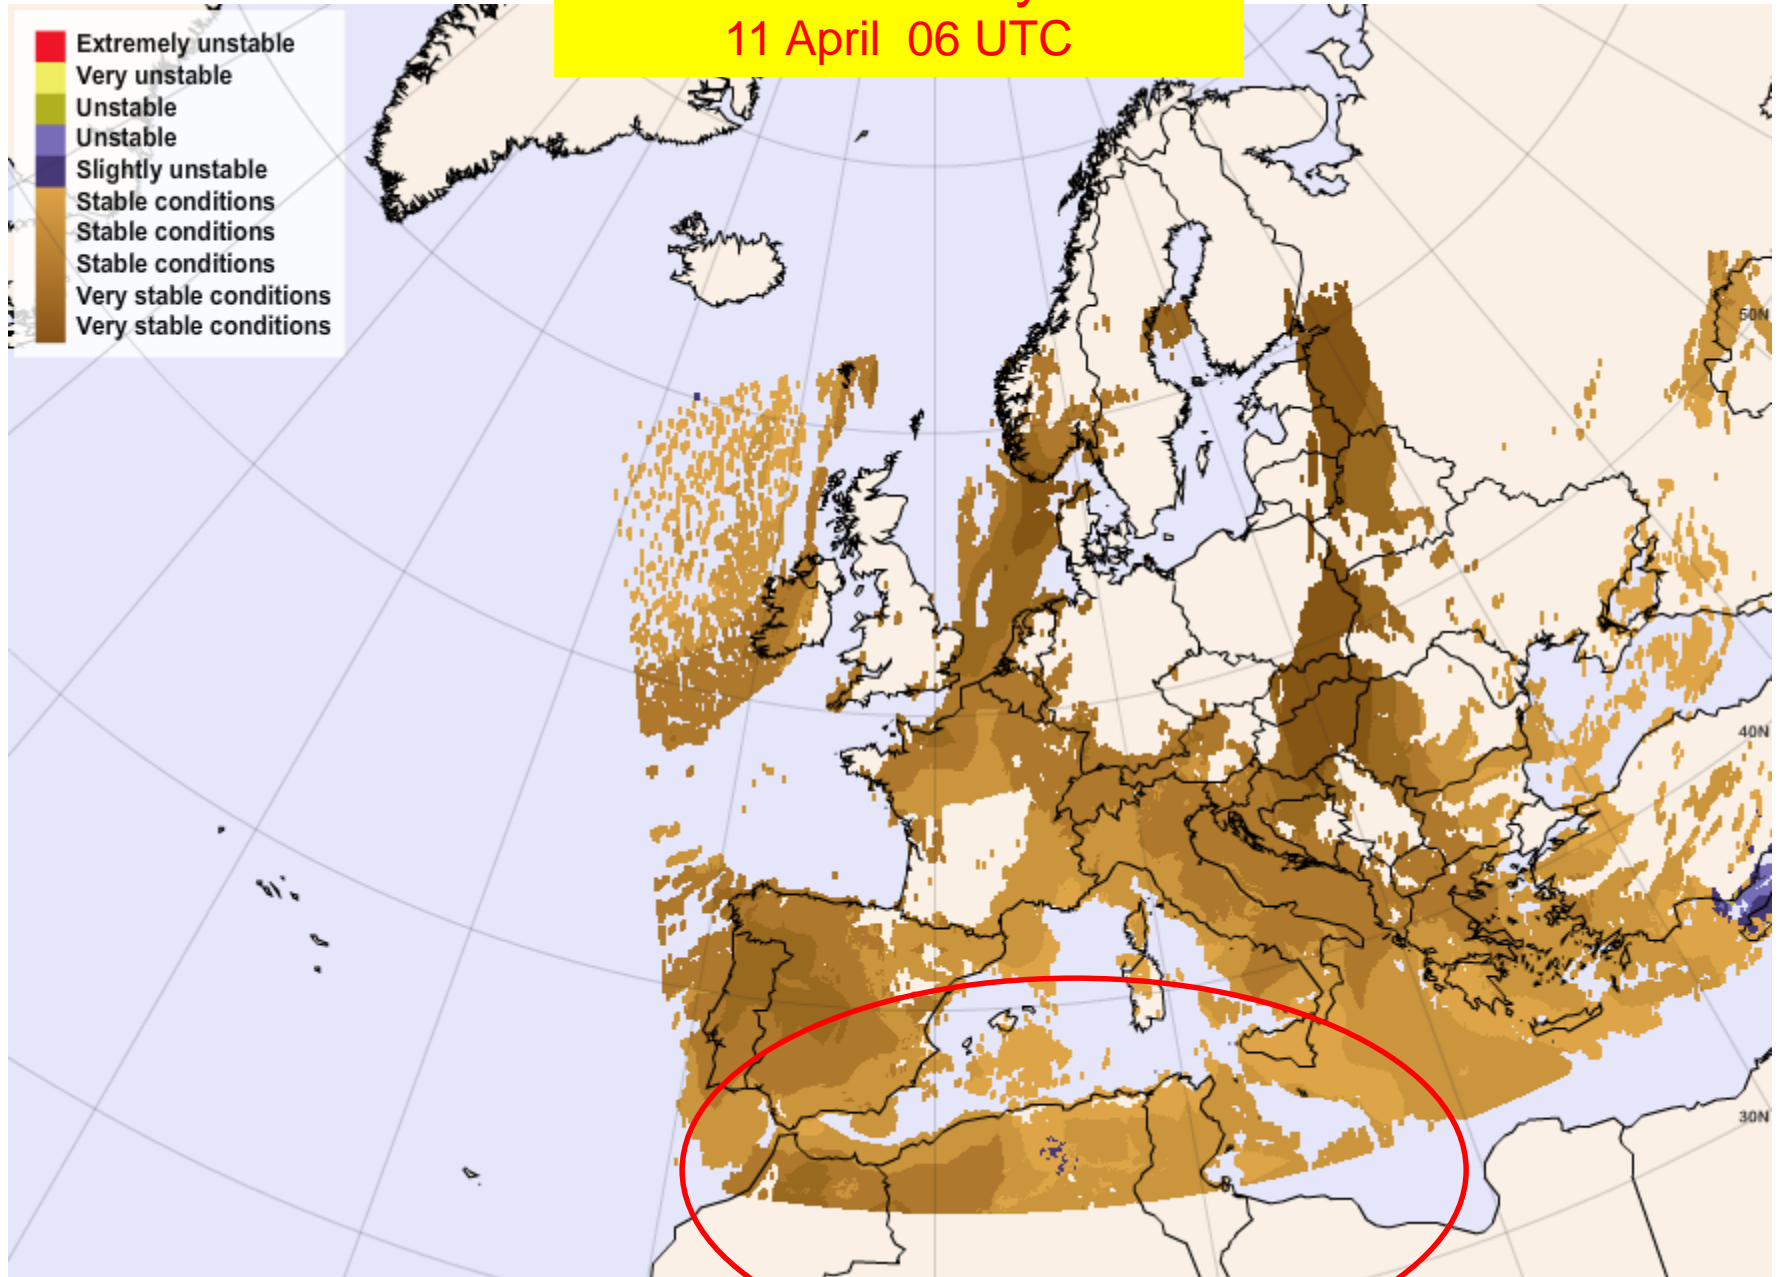 11 April  06 UTC
Extremely unstable
Very unstable
Unstable
Unstable
Slightly unstable
Stable conditions
Stable conditions
Stable conditions
Very stable conditions
Very stable conditions
50N
40N
30N